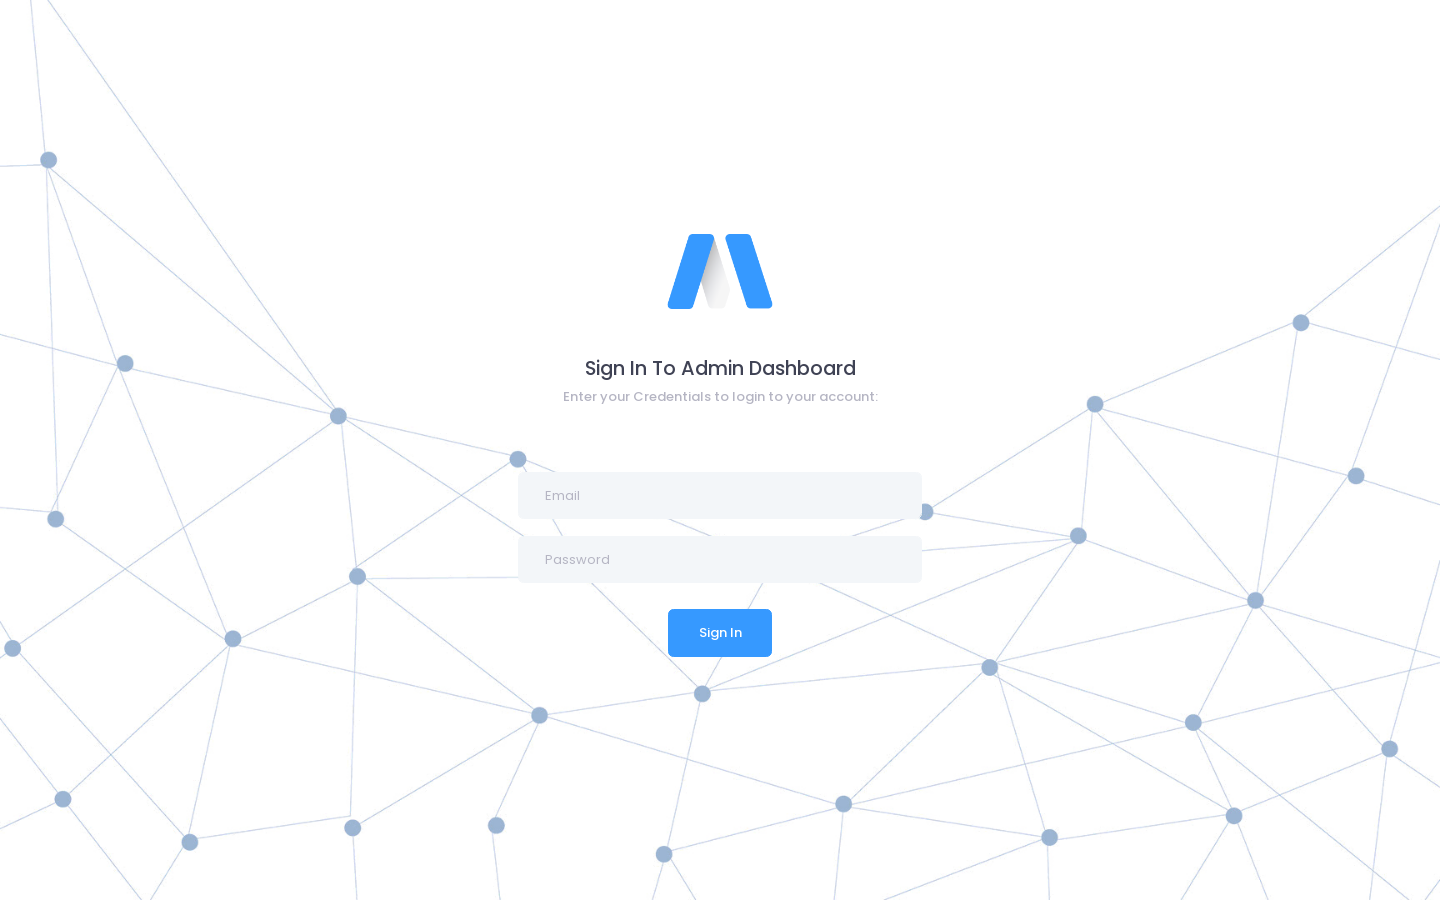 Sign In To Admin Dashboard
Enter your Credentials to login to your account:
Email
Password
Sign In